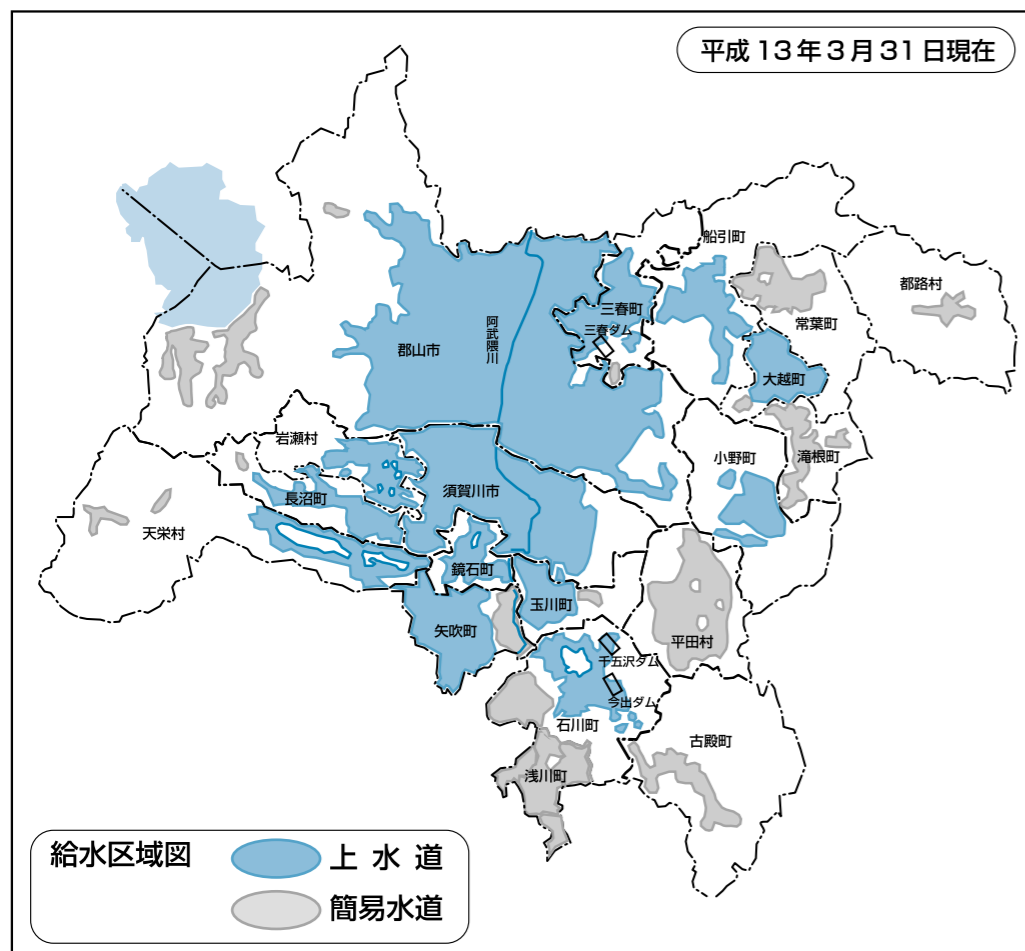 平成13年3月31日現在
船引町
都路村
三春町
阿武隈川
三春ダム
常葉町
郡山市
大越町
岩瀬村
小野町
滝根町
長沼町
須賀川市
天栄村
鏡石町
玉川町
矢吹町
平田村
千五沢ダム
今出ダム
石川町
古殿町
浅川町
給水区域図
上水道
簡易水道